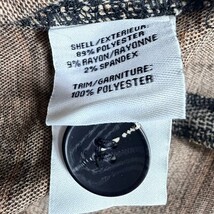 SHELL/EXTERIEUR:
89% POLYESTER
9% RAYON/RAYONNE
2% SPANDEX
TRIM/GARNITURE:
100% POLYESTER